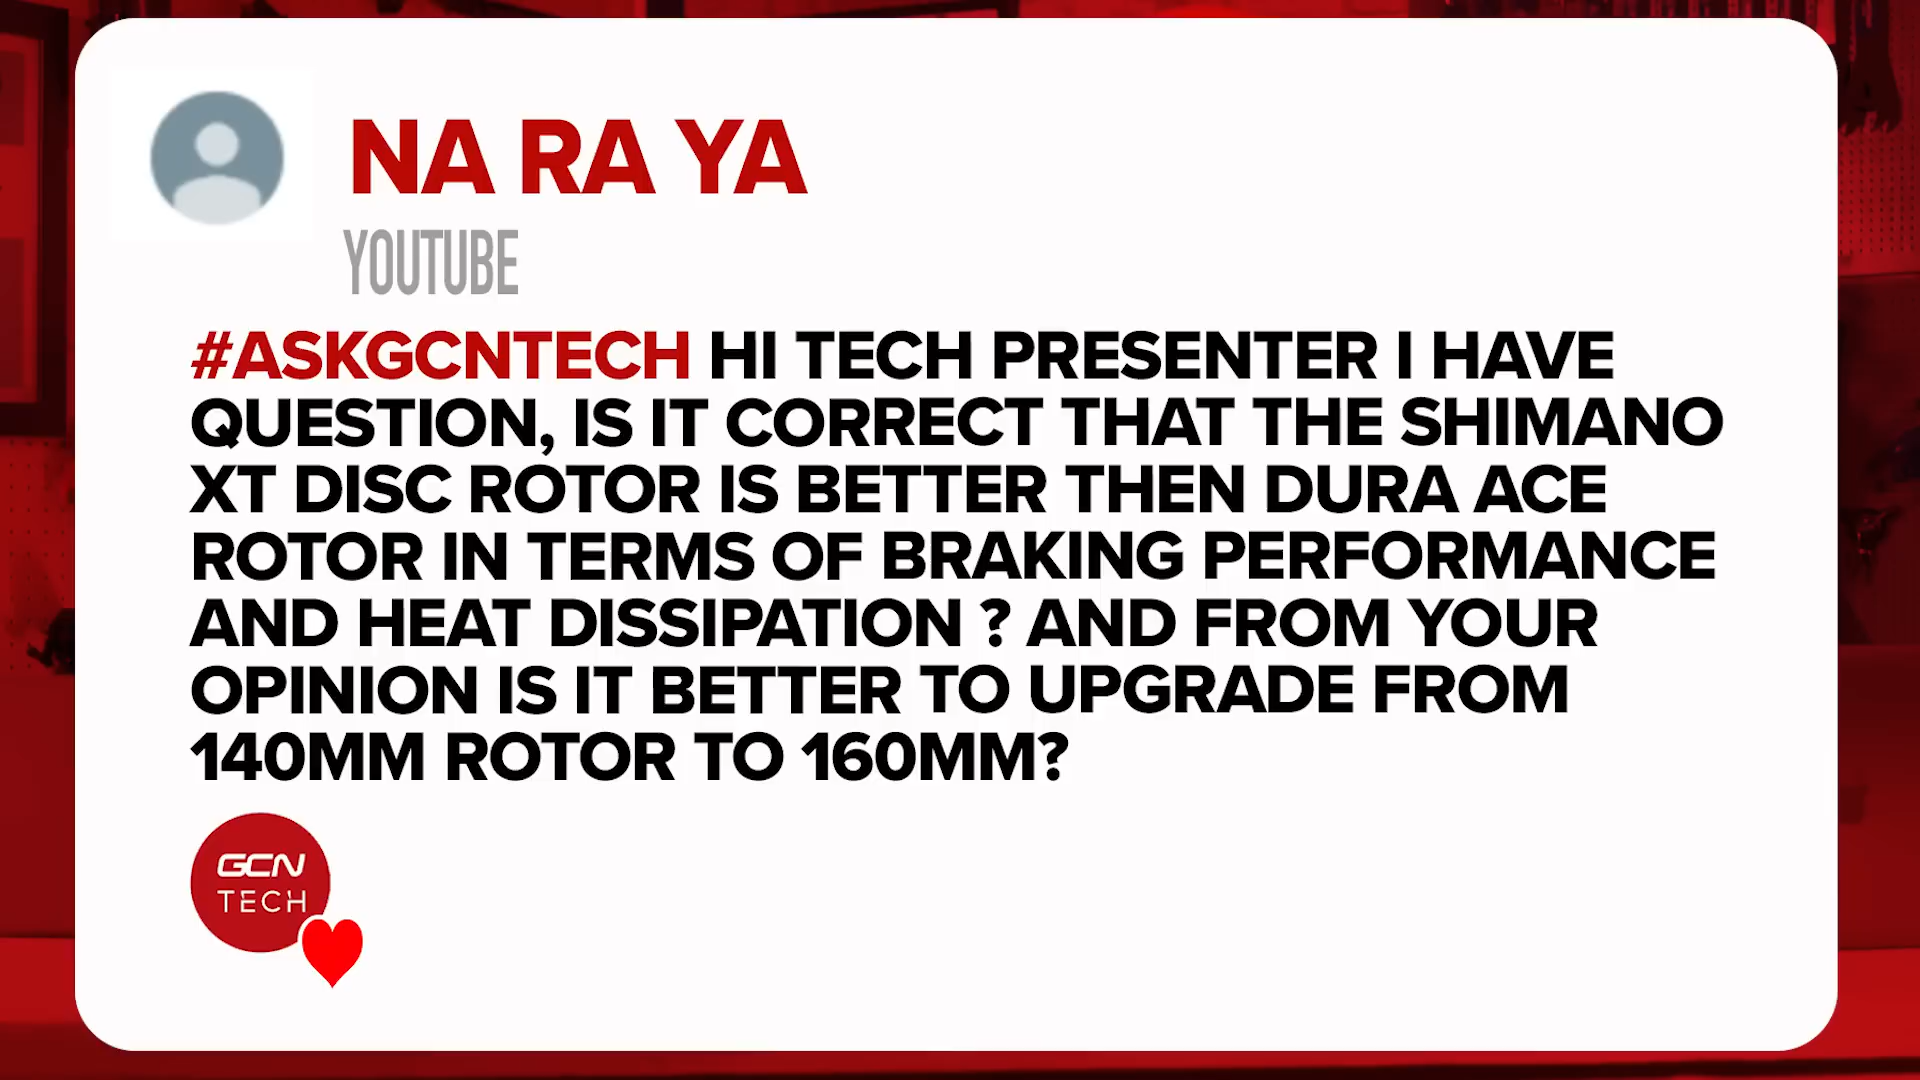 NA RA YA
YOUTUBE
#ASKGCNTECH HI TECH PRESENTER I HAVE
QUESTION, IS IT CORRECT THAT THE SHIMANO
XT DISC ROTOR IS BETTER THEN DURA ACE
ROTOR IN TERMS OF BRAKING PERFORMANCE
AND HEAT DISSIPATION ? AND FROM YOUR
OPINION IS IT BETTER TO UPGRADE FROM
140MM ROTOR TO 160MM?
GCN
TECH